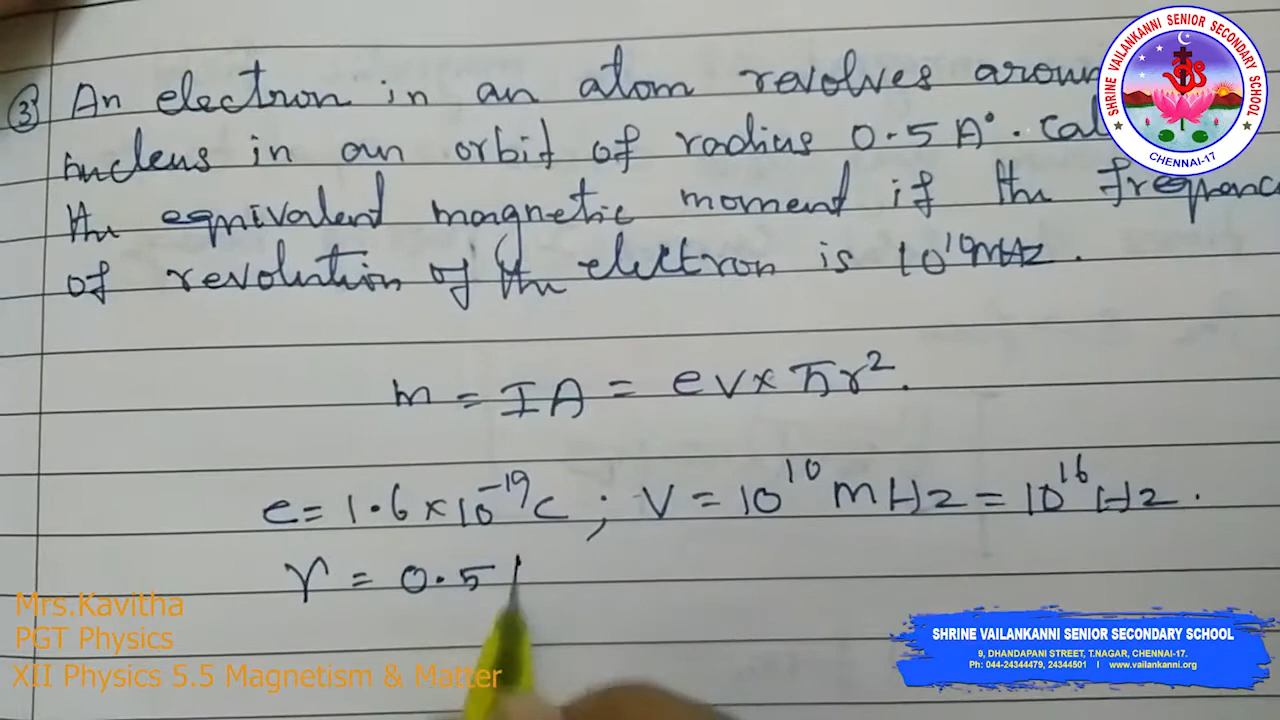 ③ An electron in an atom revolves aroun
nucleus in an orbit of radius 0.5 A°. Cal
the equivalent magnetic moment if the frequenc
of revolution of the electron is 10¹⁰ MHz.
m = IA = eν × πr².
e = 1.6 × 10⁻¹⁹ C ; ν = 10¹⁰ MHz = 10¹⁶ Hz.
r = 0.5
SHRINE VAILANKANNI SENIOR SECONDARY SCHOOL
CHENNAI-17
Mrs.Kavitha
PGT Physics
XII Physics 5.5 Magnetism & Matter
SHRINE VAILANKANNI SENIOR SECONDARY SCHOOL
9, DHANDAPANI STREET, T.NAGAR, CHENNAI-17.
Ph: 044-24344479, 24344501 | www.vailankanni.org